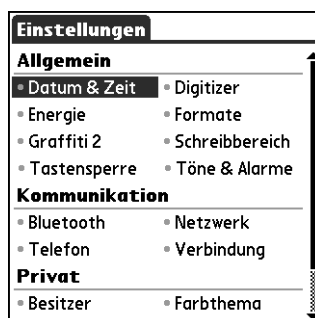 Einstellungen
Allgemein
Datum & Zeit
Digitizer
Energie
Formate
Graffiti 2
Schreibbereich
Tastensperre
Töne & Alarme
Kommunikation
Bluetooth
Netzwerk
Telefon
Verbindung
Privat
Besitzer
Farbthema